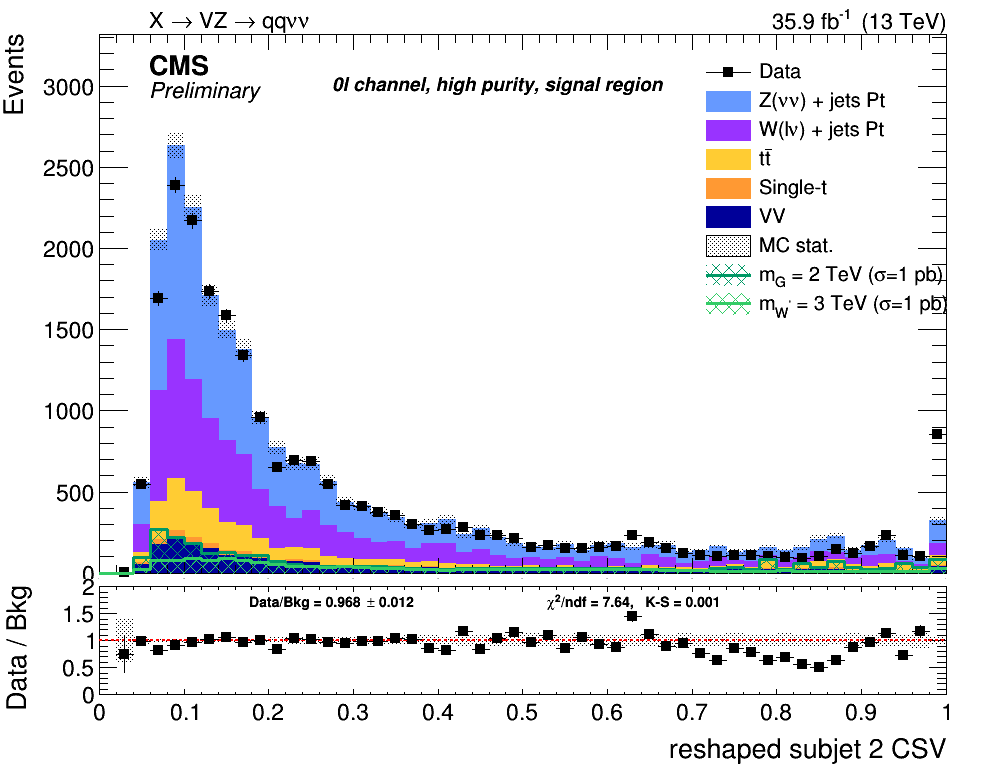 X → VZ → qqνν
35.9 fb⁻¹ (13 TeV)
Events
CMS
Preliminary
0l channel, high purity, signal region
Data
Z(νν) + jets Pt
W(lν) + jets Pt
tt̄
Single-t
VV
MC stat.
m_G = 2 TeV (σ=1 pb)
m_W' = 3 TeV (σ=1 pb)
3000
2500
2000
1500
1000
500
0
Data / Bkg
Data/Bkg = 0.968 ± 0.012
χ²/ndf = 7.64, K-S = 0.001
2
1.5
1
0.5
0
0 0.1 0.2 0.3 0.4 0.5 0.6 0.7 0.8 0.9 1
reshaped subjet 2 CSV